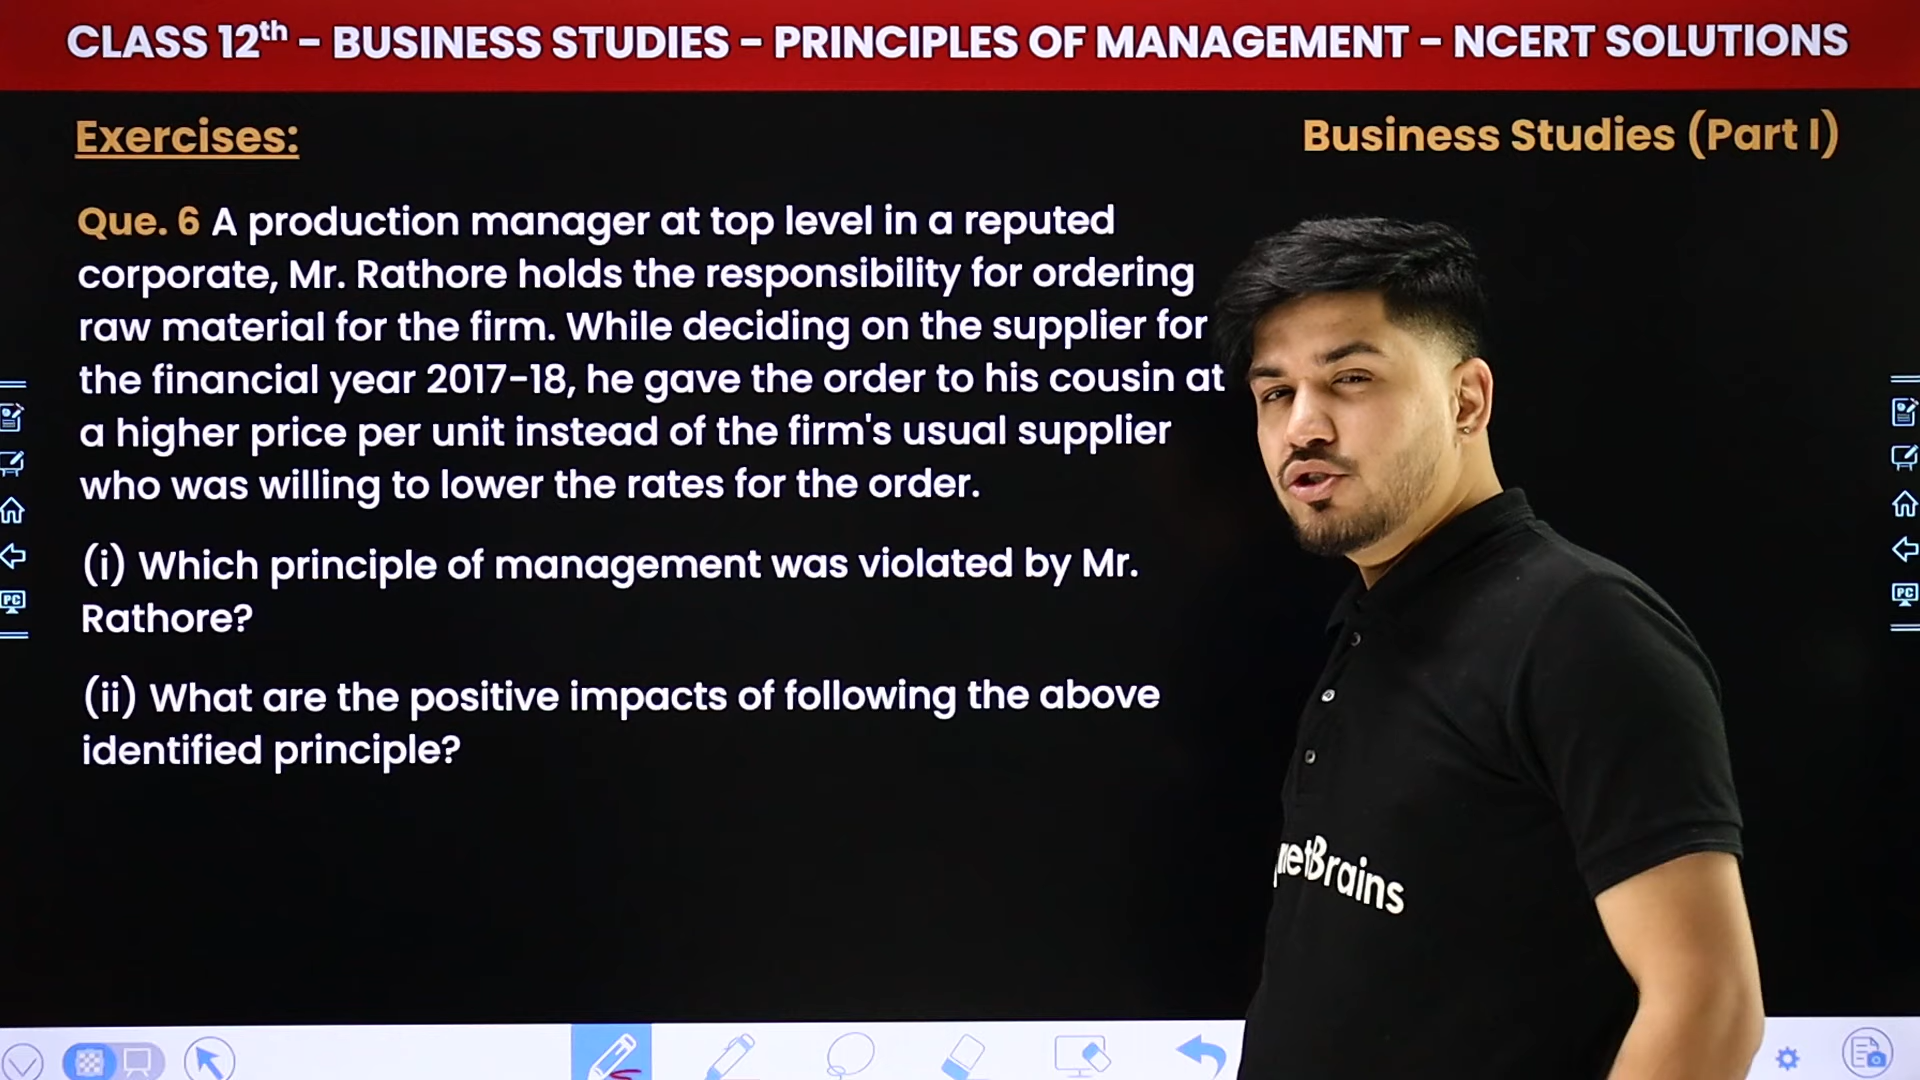 CLASS 12th - BUSINESS STUDIES - PRINCIPLES OF MANAGEMENT - NCERT SOLUTIONS
Exercises:
Business Studies (Part I)
Que. 6 A production manager at top level in a reputed
corporate, Mr. Rathore holds the responsibility for ordering
raw material for the firm. While deciding on the supplier for
the financial year 2017-18, he gave the order to his cousin at
a higher price per unit instead of the firm's usual supplier
who was willing to lower the rates for the order.
(i) Which principle of management was violated by Mr.
Rathore?
(ii) What are the positive impacts of following the above
identified principle?
netBrains
PC
PC